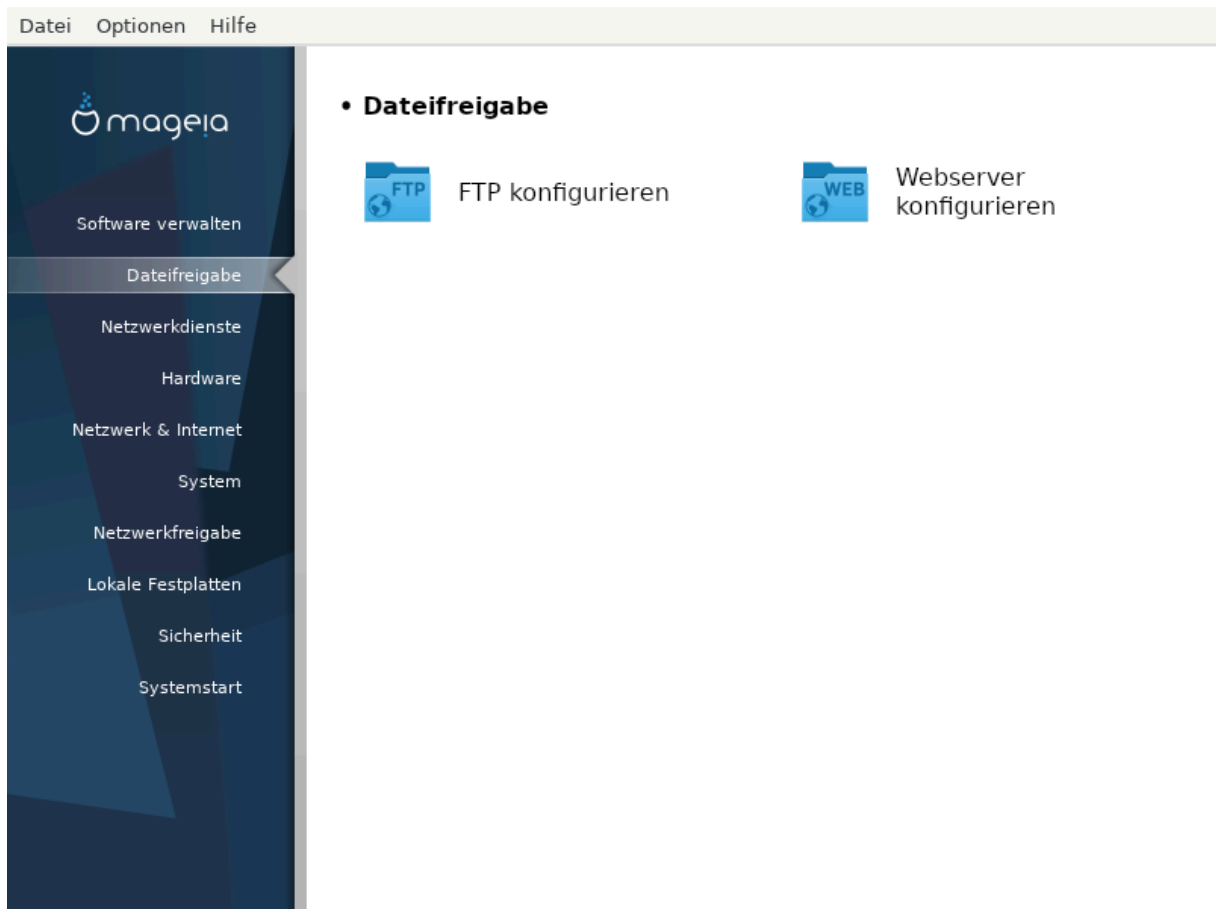 Datei Optionen Hilfe
mageia
Software verwalten
Dateifreigabe
Netzwerkdienste
Hardware
Netzwerk & Internet
System
Netzwerkfreigabe
Lokale Festplatten
Sicherheit
Systemstart
• Dateifreigabe
FTP
FTP konfigurieren
WEB
Webserver
konfigurieren